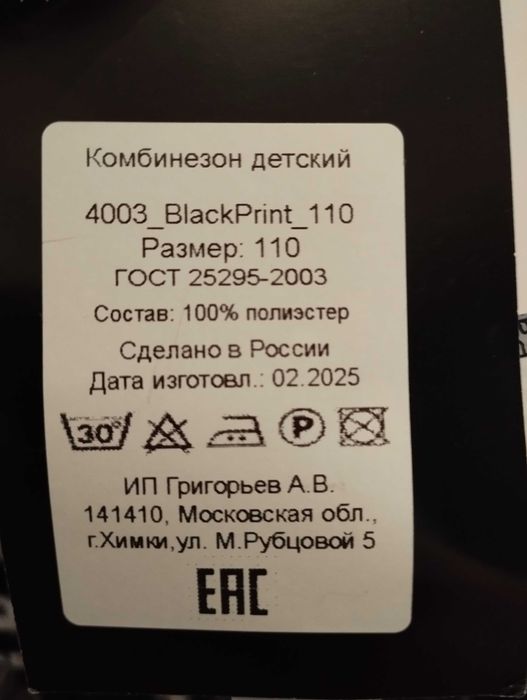 Комбинезон детский
4003_BlackPrint_110
Размер: 110
ГОСТ 25295-2003
Состав: 100% полиэстер
Сделано в России
Дата изготовл.: 02.2025
30° P
ИП Григорьев А.В.
141410, Московская обл.,
г.Химки,ул. М.Рубцовой 5
ЕАС